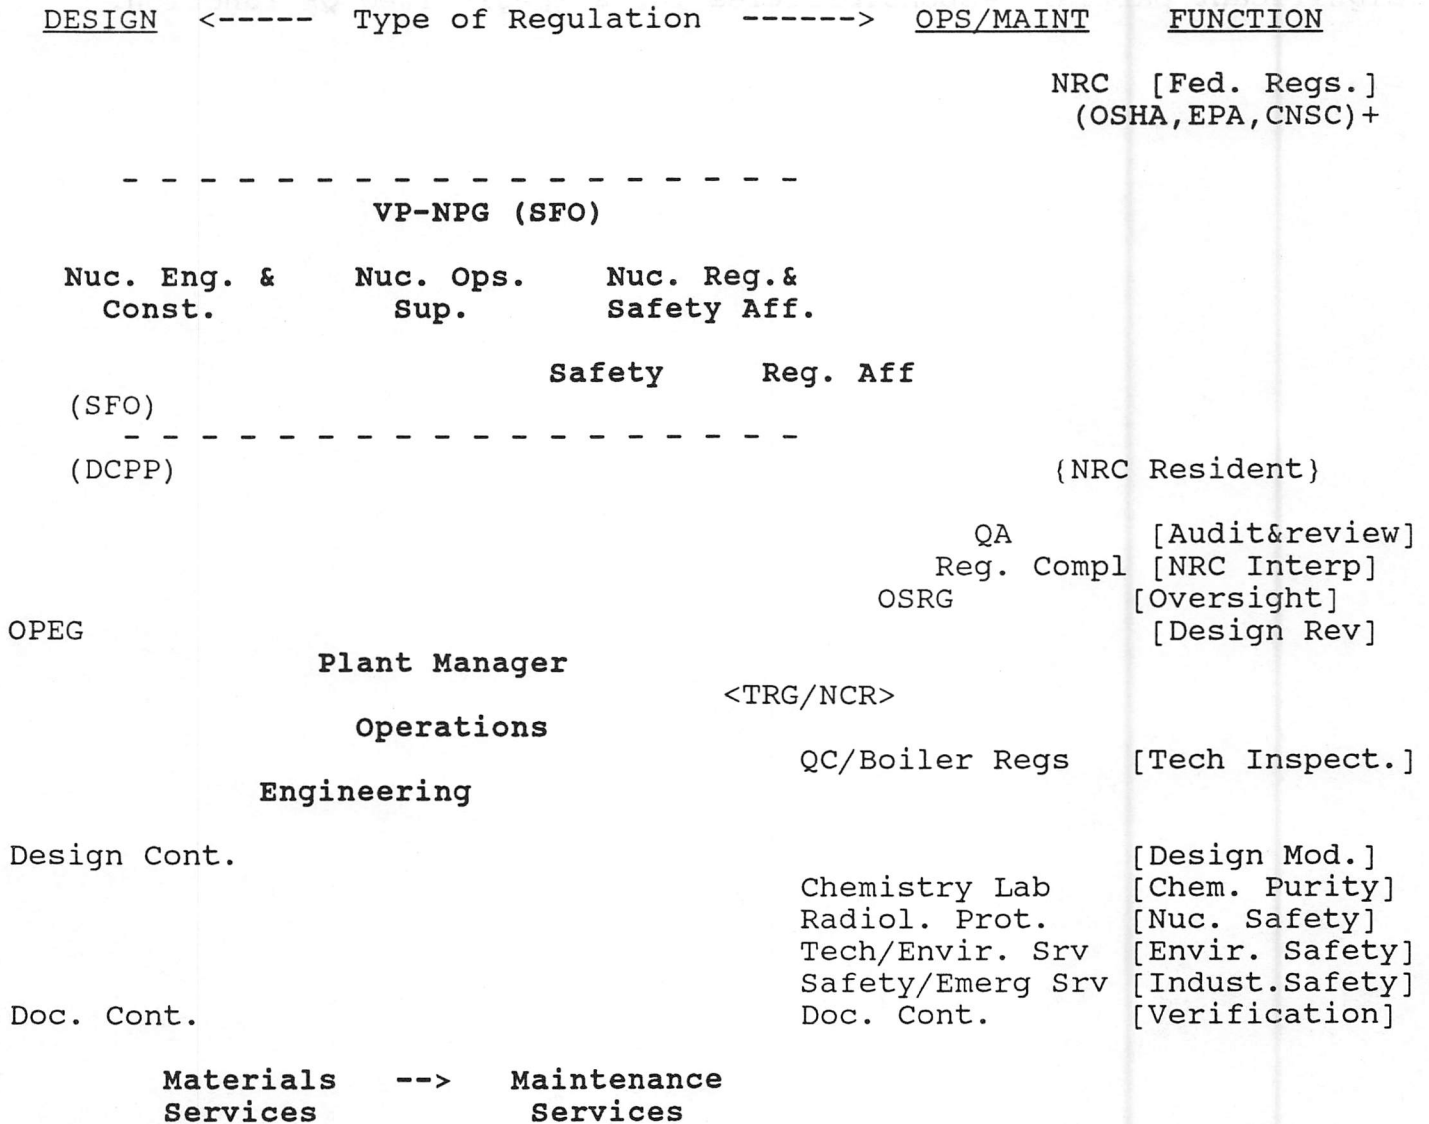 DESIGN <----- Type of Regulation ------> OPS/MAINT FUNCTION
NRC [Fed. Regs.]
(OSHA,EPA,CNSC)+
- - - - - - - - - - - - - - - - - -
VP-NPG (SFO)
Nuc. Eng. & Nuc. Ops. Nuc. Reg.&
Const. Sup. Safety Aff.
Safety Reg. Aff
(SFO)
- - - - - - - - - - - - - - - - - -
(DCPP) {NRC Resident}
QA [Audit&review]
Reg. Compl [NRC Interp]
OSRG [Oversight]
OPEG [Design Rev]
Plant Manager
<TRG/NCR>
Operations
QC/Boiler Regs [Tech Inspect.]
Engineering
Design Cont. [Design Mod.]
Chemistry Lab [Chem. Purity]
Radiol. Prot. [Nuc. Safety]
Tech/Envir. Srv [Envir. Safety]
Safety/Emerg Srv [Indust.Safety]
Doc. Cont. Doc. Cont. [Verification]
Materials --> Maintenance
Services Services